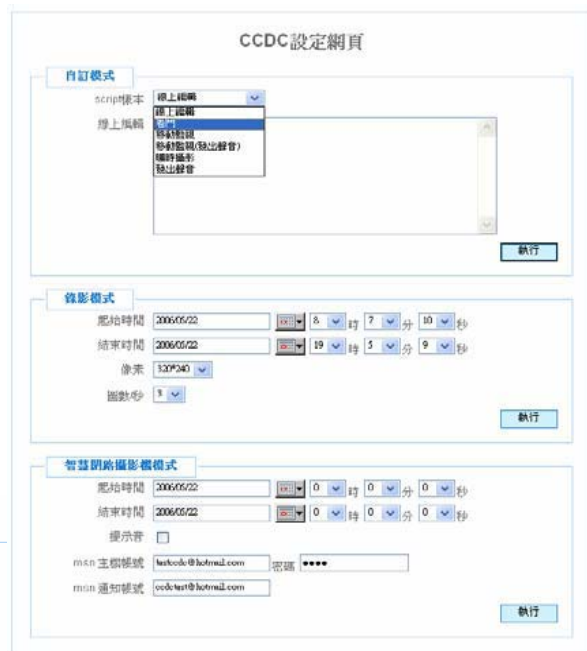 CCDC設定網頁
自訂模式
script樣本 線上編輯
線上編輯
線上編輯
看門
移動監視
移動監視(發出聲音)
瞬時攝影
發出聲音
執行
錄影模式
起始時間 2006/05/22 8 時 7 分 10 秒
結束時間 2006/05/22 19 時 5 分 9 秒
像素 320*240
圖數/秒 3
執行
智慧閉路攝影機模式
起始時間 2006/05/22 0 時 0 分 0 秒
結束時間 2006/05/22 0 時 0 分 0 秒
提示音
msn 主機帳號 testccdc@hotmail.com 密碼 ●●●●
msn 通知帳號 ccdctest@hotmail.com
執行